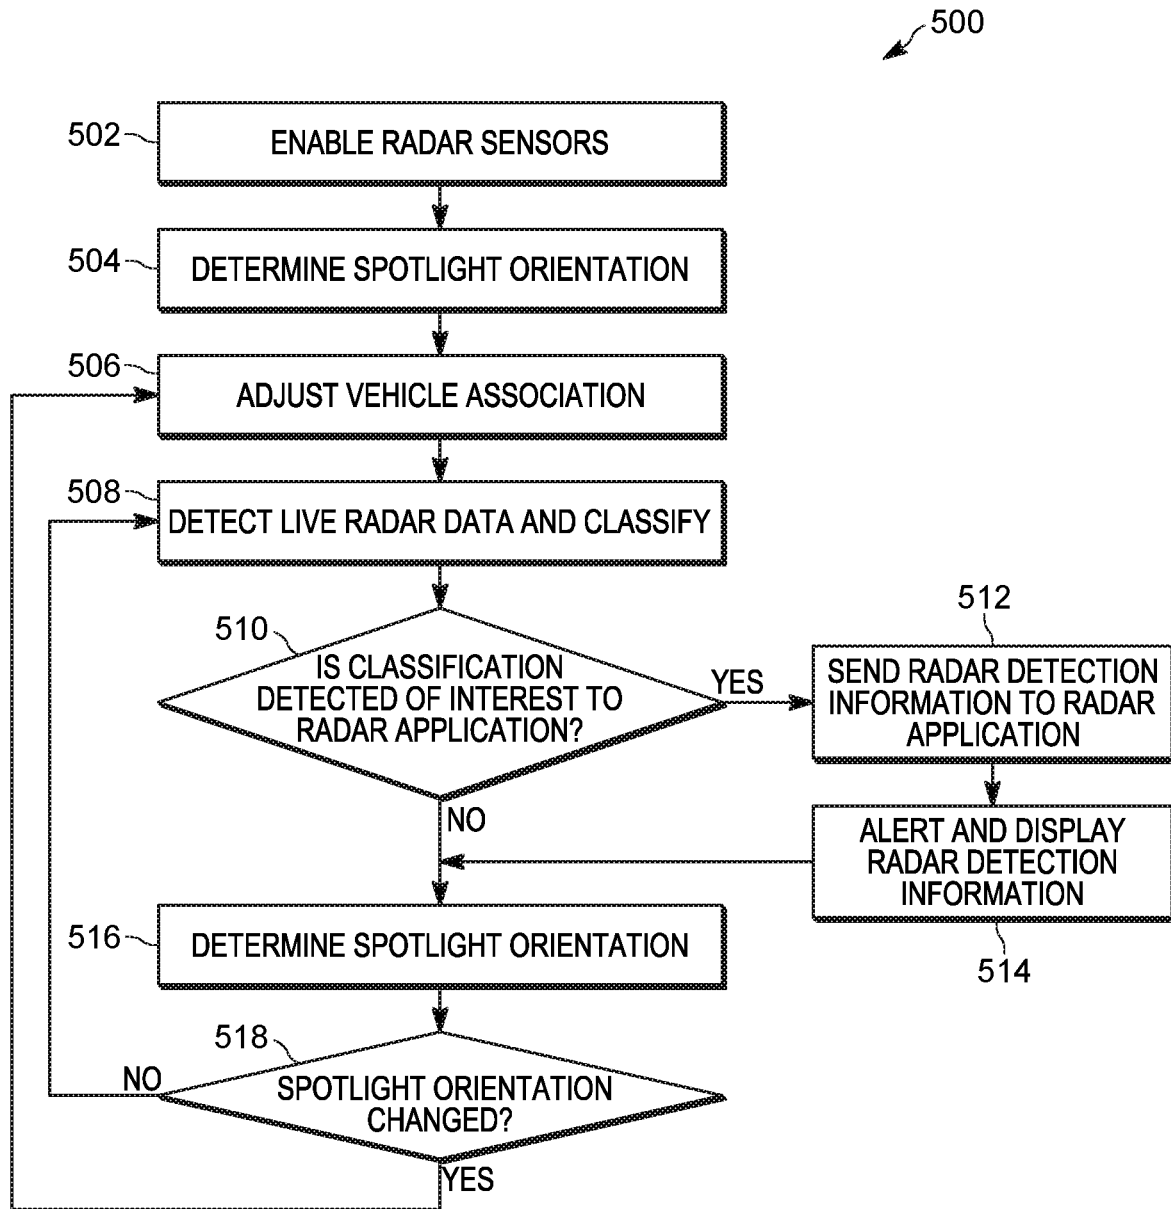 500
502
ENABLE RADAR SENSORS
504
DETERMINE SPOTLIGHT ORIENTATION
506
ADJUST VEHICLE ASSOCIATION
508
DETECT LIVE RADAR DATA AND CLASSIFY
510
IS CLASSIFICATION
DETECTED OF INTEREST TO
RADAR APPLICATION?
YES
512
SEND RADAR DETECTION
INFORMATION TO RADAR
APPLICATION
NO
ALERT AND DISPLAY
RADAR DETECTION
INFORMATION
514
516
DETERMINE SPOTLIGHT ORIENTATION
518
NO
SPOTLIGHT ORIENTATION
CHANGED?
YES